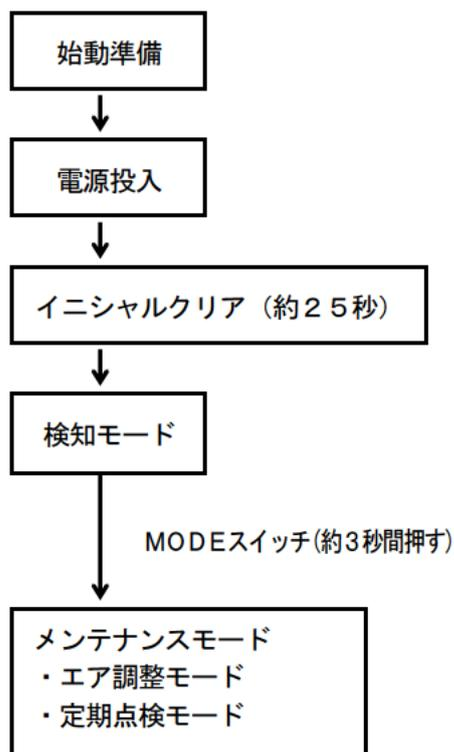 始動準備
電源投入
イニシャルクリア（約２５秒）
検知モード
ＭＯＤＥスイッチ(約３秒間押す)
メンテナンスモード
・エア調整モード
・定期点検モード